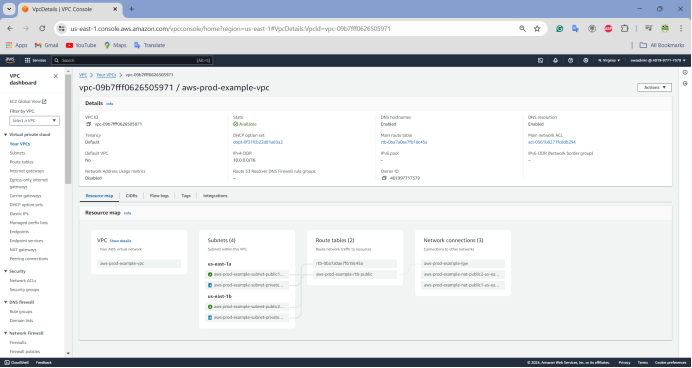 VpcDetails | VPC Console
us-east-1.console.aws.amazon.com/vpcconsole/home?region=us-east-1#VpcDetails:VpcId=vpc-09b7fff0626505971
Apps Gmail YouTube Maps Translate All Bookmarks
aws Services Search [Alt+S] N. Virginia
VPC dashboard
EC2 Global View
Filter by VPC:
Select a VPC
Virtual private cloud
Your VPCs
Subnets
Route tables
Internet gateways
Egress-only internet gateways
Carrier gateways
DHCP option sets
Elastic IPs
Managed prefix lists
Endpoints
Endpoint services
NAT gateways
Peering connections
Security
Network ACLs
Security groups
DNS firewall
Rule groups
Domain lists
Network Firewall
Firewalls
Firewall policies
VPC > Your VPCs > vpc-09b7fff0626505971
vpc-09b7fff0626505971 / aws-prod-example-vpc
Actions
Details Info
VPC ID
vpc-09b7fff0626505971
State
Available
DNS hostnames
Enabled
DNS resolution
Enabled
Tenancy
Default
DHCP option set
Main route table
Main network ACL
Default VPC
No
IPv4 CIDR
10.0.0.0/16
IPv6 pool
–
IPv6 CIDR (Network border group)
–
Network Address Usage metrics
Disabled
Route 53 Resolver DNS Firewall rule groups
–
Owner ID
Resource map CIDRs Flow logs Tags Integrations
Resource map Info
VPC Show details
Your AWS virtual network
aws-prod-example-vpc
Subnets (4)
Subnets within this VPC
us-east-1a
aws-prod-example-subnet-public1...
aws-prod-example-subnet-private...
us-east-1b
aws-prod-example-subnet-public2...
aws-prod-example-subnet-private...
Route tables (2)
Route network traffic to resources
aws-prod-example-rtb-public
Network connections (3)
Connections to other networks
aws-prod-example-igw
aws-prod-example-nat-public1-us-ea...
aws-prod-example-nat-public2-us-ea...
CloudShell Feedback
© 2024, Amazon Web Services, Inc. or its affiliates. Privacy Terms Cookie preferences